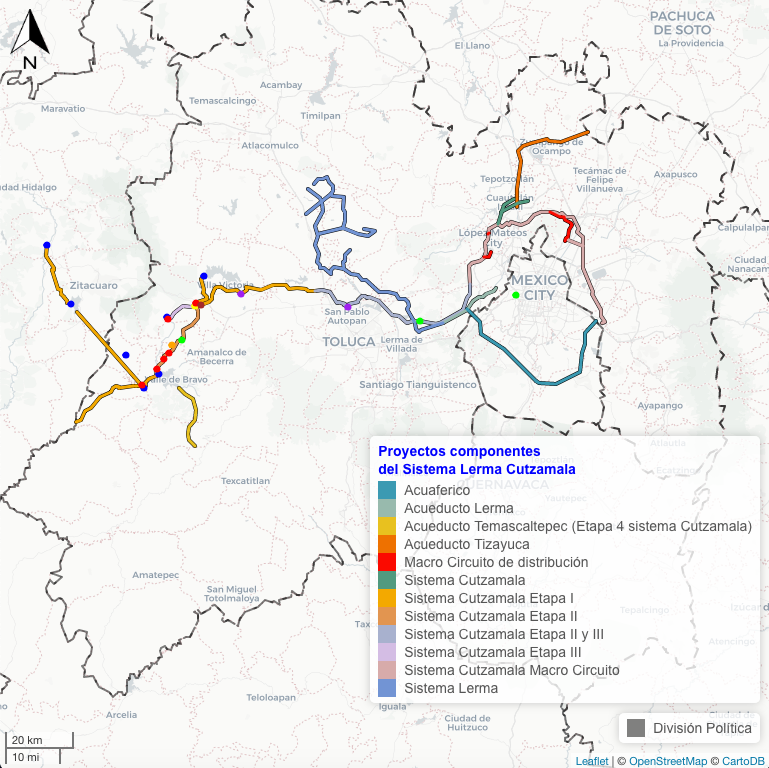 N
PACHUCA
DE SOTO
La Providencia
El Llano
Acambay
Temascalcingo
Maravatio
Timilpan
Atlacomulco
Ocampo
Tepotzotlán
Tecámac de
Felipe
Villanueva
Axapusco
dad Hidalgo
López Mateos
City
Calpulalpan
Ciudad
Nanacam
Zitacuaro
Villa Victoria
MEXICO
CITY
San Pablo
Autopan
TOLUCA
Lerma de
Villada
Amanalco de
Becerra
Valle de Bravo
Santiago Tianguistenco
Ayapango
Texcatitlan
Amatepec
San Miguel
Totolmaloya
Teloloapan
Arcelia
Iguala
Ciudad de
Huitzuco
Proyectos componentes
del Sistema Lerma Cutzamala
Acuaferico
Acueducto Lerma
Acueducto Temascaltepec (Etapa 4 sistema Cutzamala)
Acueducto Tizayuca
Macro Circuito de distribución
Sistema Cutzamala
Sistema Cutzamala Etapa I
Sistema Cutzamala Etapa II
Sistema Cutzamala Etapa II y III
Sistema Cutzamala Etapa III
Sistema Cutzamala Macro Circuito
Sistema Lerma
División Política
20 km
10 mi
Leaflet | © OpenStreetMap © CartoDB